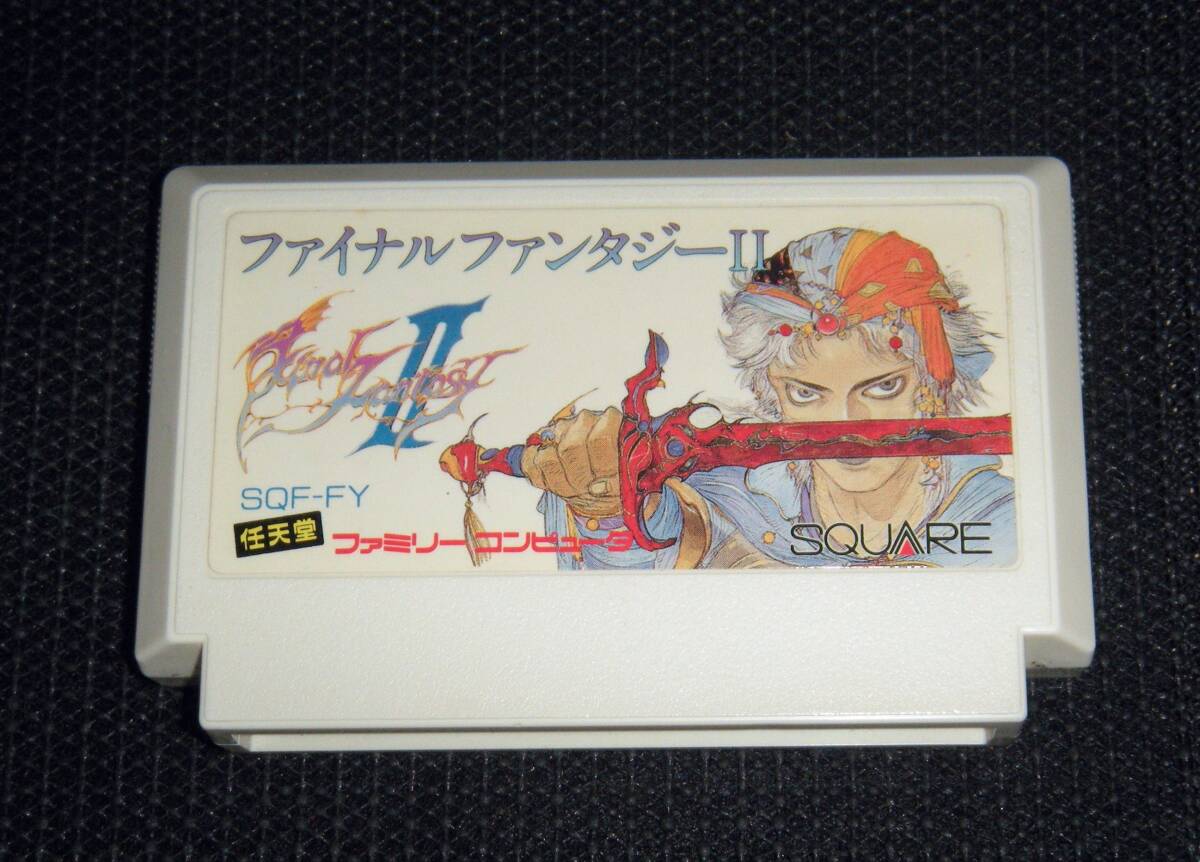 ファイナルファンタジーII
Final Fantasy II
SQF-FY
任天堂 ファミリーコンピュータ
SQUARE